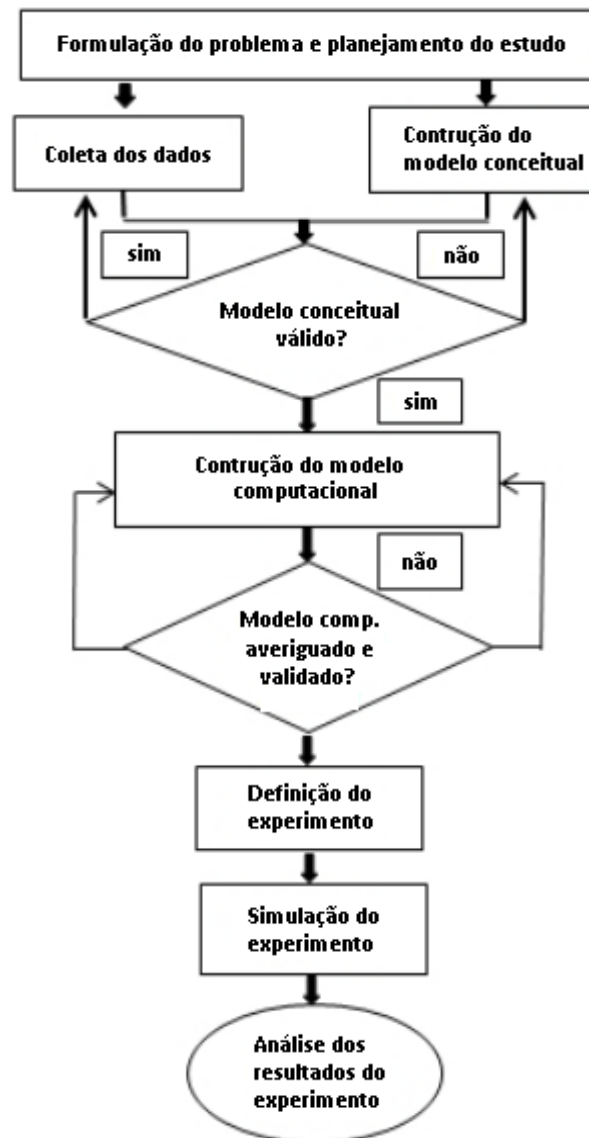 Formulação do problema e planejamento do estudo
Coleta dos dados
Contrução do
modelo conceitual
sim
não
Modelo conceitual
válido?
sim
Contrução do modelo
computacional
não
Modelo comp.
averiguado e
validado?
Definição do
experimento
Simulação do
experimento
Análise dos
resultados do
experimento